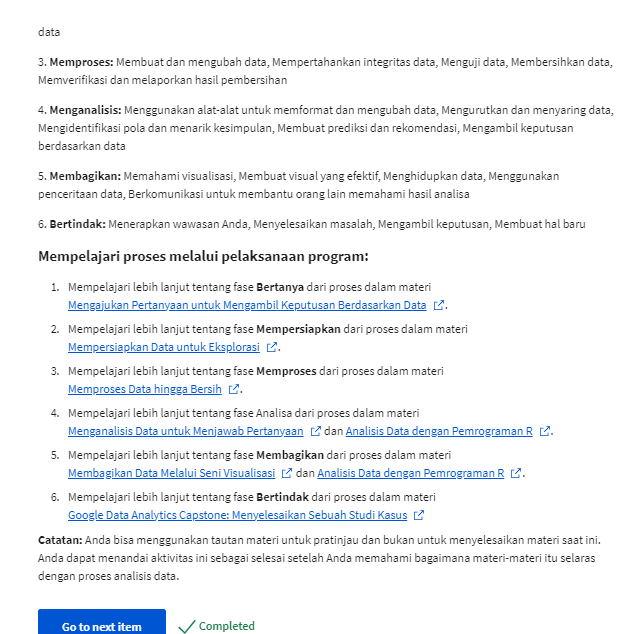 data
3. Memproses: Membuat dan mengubah data, Mempertahankan integritas data, Menguji data, Membersihkan data,
Memverifikasi dan melaporkan hasil pembersihan
4. Menganalisis: Menggunakan alat-alat untuk memformat dan mengubah data, Mengurutkan dan menyaring data,
Mengidentifikasi pola dan menarik kesimpulan, Membuat prediksi dan rekomendasi, Mengambil keputusan
berdasarkan data
5. Membagikan: Memahami visualisasi, Membuat visual yang efektif, Menghidupkan data, Menggunakan
penceritaan data, Berkomunikasi untuk membantu orang lain memahami hasil analisa
6. Bertindak: Menerapkan wawasan Anda, Menyelesaikan masalah, Mengambil keputusan, Membuat hal baru
Mempelajari proses melalui pelaksanaan program:
1. Mempelajari lebih lanjut tentang fase Bertanya dari proses dalam materi
Mengajukan Pertanyaan untuk Mengambil Keputusan Berdasarkan Data.
2. Mempelajari lebih lanjut tentang fase Mempersiapkan dari proses dalam materi
Mempersiapkan Data untuk Eksplorasi.
3. Mempelajari lebih lanjut tentang fase Memproses dari proses dalam materi
Memproses Data hingga Bersih.
4. Mempelajari lebih lanjut tentang fase Analisa dari proses dalam materi
Menganalisis Data untuk Menjawab Pertanyaan dan Analisis Data dengan Pemrograman R.
5. Mempelajari lebih lanjut tentang fase Membagikan dari proses dalam materi
Membagikan Data Melalui Seni Visualisasi dan Analisis Data dengan Pemrograman R.
6. Mempelajari lebih lanjut tentang fase Bertindak dari proses dalam materi
Google Data Analytics Capstone: Menyelesaikan Sebuah Studi Kasus
Catatan: Anda bisa menggunakan tautan materi untuk pratinjau dan bukan untuk menyelesaikan materi saat ini.
Anda dapat menandai aktivitas ini sebagai selesai setelah Anda memahami bagaimana materi-materi itu selaras
dengan proses analisis data.
Go to next item Completed